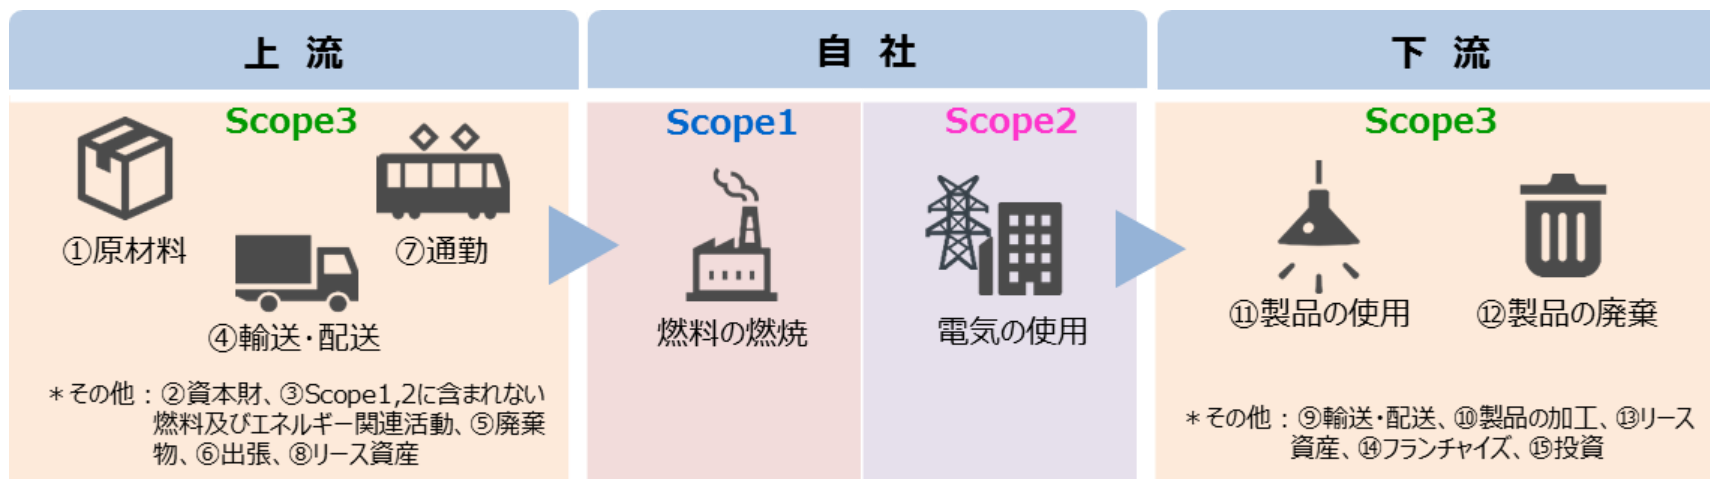 上 流
Scope3
①原材料
⑦通勤
④輸送・配送
＊その他：②資本財、③Scope1,2に含まれない
燃料及びエネルギー関連活動、⑤廃棄
物、⑥出張、⑧リース資産
自 社
Scope1
燃料の燃焼
Scope2
電気の使用
下 流
Scope3
⑪製品の使用
⑫製品の廃棄
＊その他：⑨輸送・配送、⑩製品の加工、⑬リース
資産、⑭フランチャイズ、⑮投資